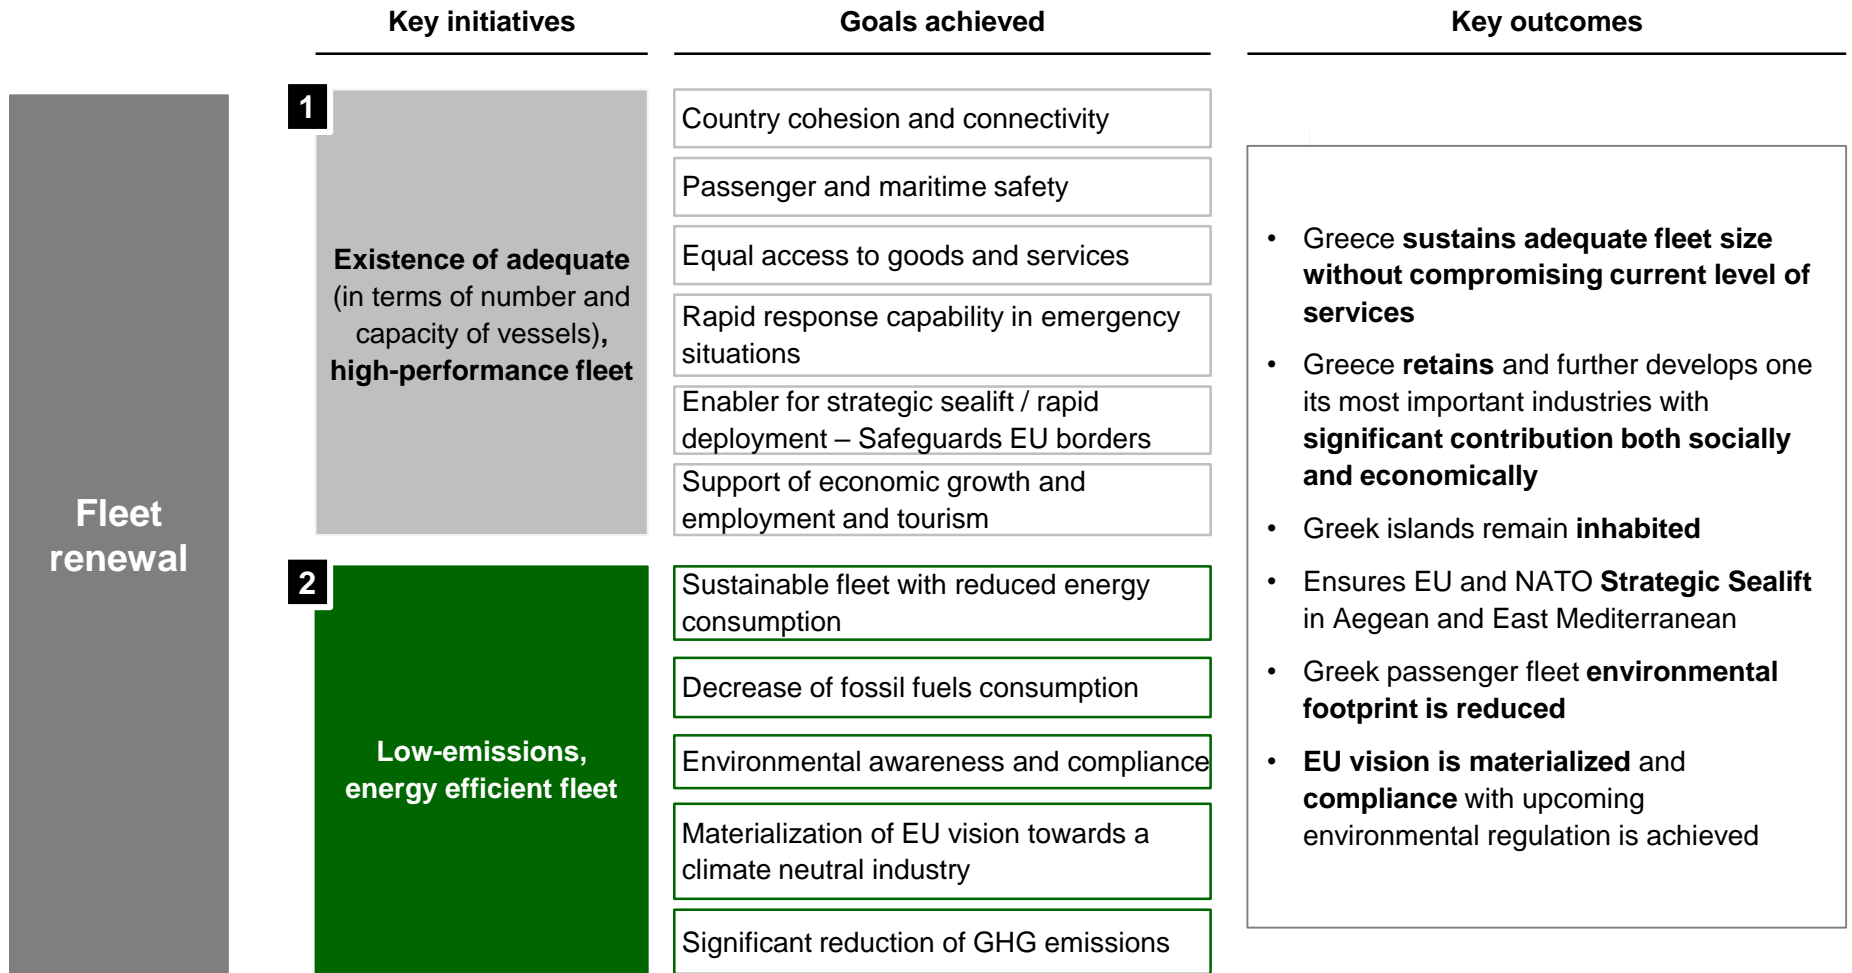 Key initiatives
Goals achieved
Key outcomes
Fleet
renewal
1
Existence of adequate
(in terms of number and
capacity of vessels),
high-performance fleet
Country cohesion and connectivity
Passenger and maritime safety
Equal access to goods and services
Rapid response capability in emergency
situations
Enabler for strategic sealift / rapid
deployment – Safeguards EU borders
Support of economic growth and
employment and tourism
2
Low-emissions,
energy efficient fleet
Sustainable fleet with reduced energy
consumption
Decrease of fossil fuels consumption
Environmental awareness and compliance
Materialization of EU vision towards a
climate neutral industry
Significant reduction of GHG emissions
• Greece sustains adequate fleet size
without compromising current level of
services
• Greece retains and further develops one
its most important industries with
significant contribution both socially
and economically
• Greek islands remain inhabited
• Ensures EU and NATO Strategic Sealift
in Aegean and East Mediterranean
• Greek passenger fleet environmental
footprint is reduced
• EU vision is materialized and
compliance with upcoming
environmental regulation is achieved